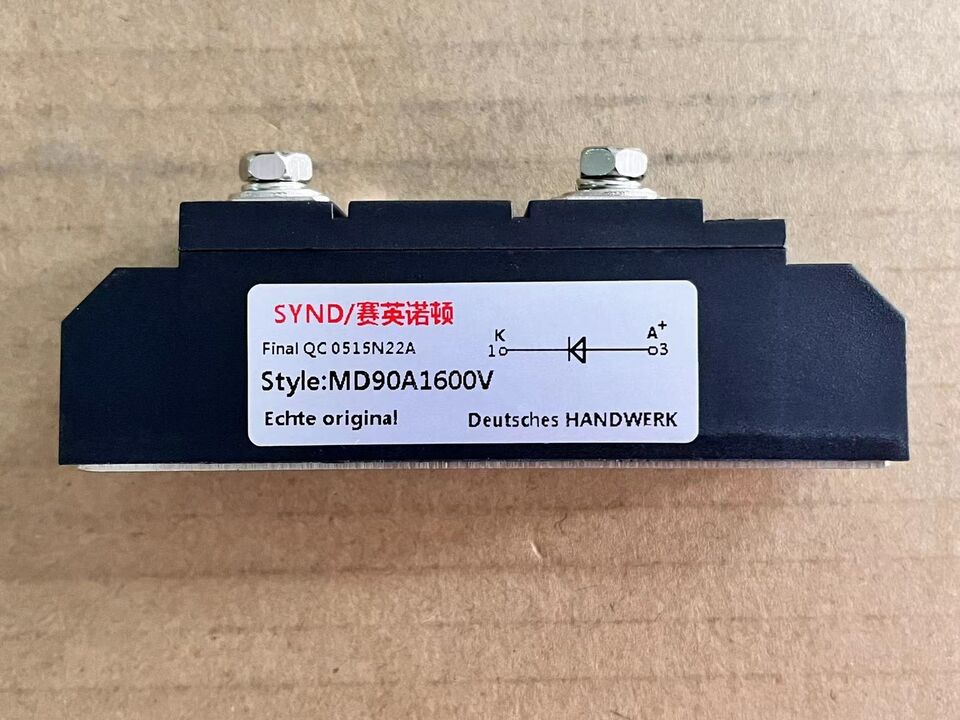 SYND/赛英诺顿
Final QC 0515N22A
Style:MD90A1600V
Echte original
K
1
A+
3
Deutsches HANDWERK